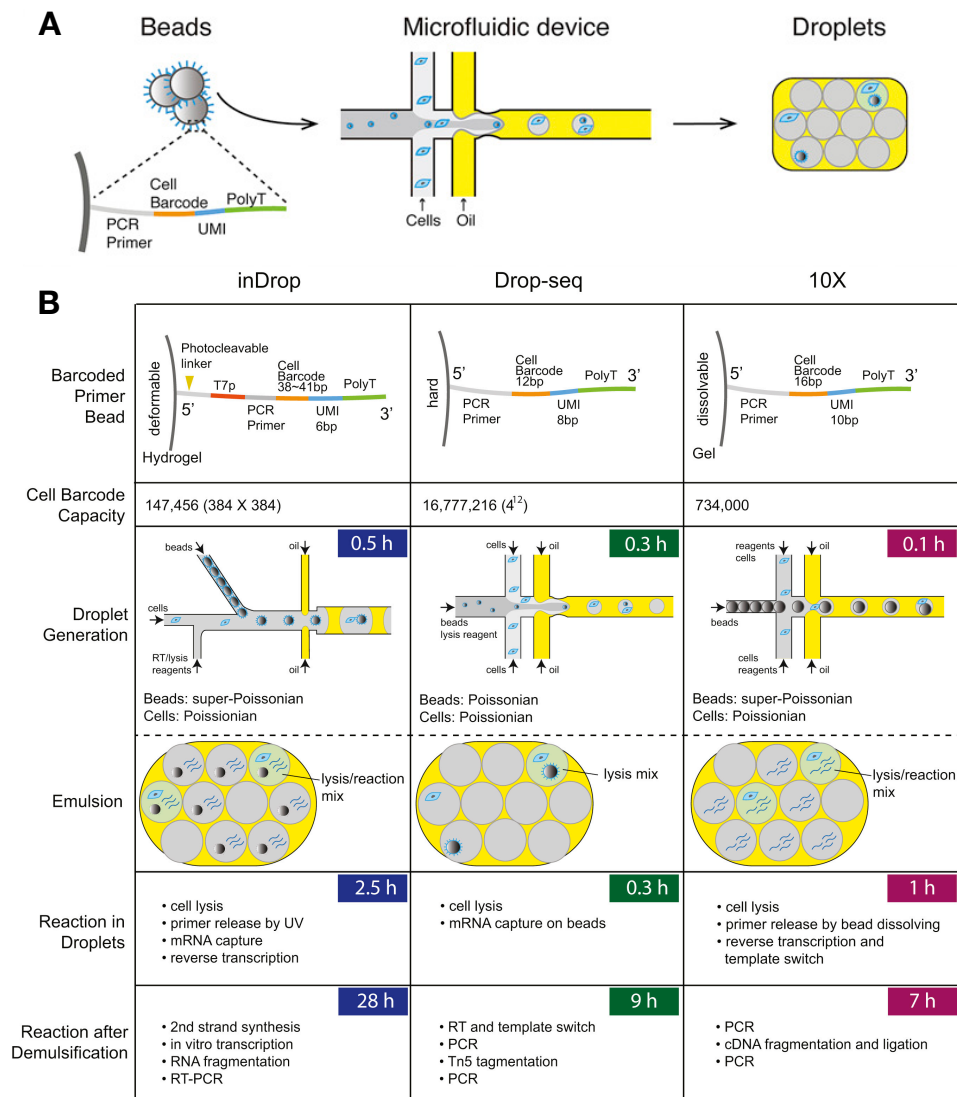 A
Beads
Microfluidic device
Droplets
Cell
Barcode
PolyT
PCR
Primer
UMI
Cells
Oil
B
inDrop
Drop-seq
10X
Barcoded
Primer
Bead
deformable
Photocleavable
linker
T7p
Cell
Barcode
38~41bp
PolyT
5’
PCR
Primer
UMI
6bp
3’
Hydrogel
hard
5’
Cell
Barcode
12bp
PolyT
PCR
Primer
UMI
8bp
3’
dissolvable
5’
Cell
Barcode
16bp
PolyT
PCR
Primer
UMI
10bp
3’
Gel
Cell Barcode
Capacity
147,456 (384 X 384)
16,777,216 (4¹²)
734,000
Droplet
Generation
0.5 h
beads
oil
cells
RT/lysis
reagents
oil
Beads: super-Poissonian
Cells: Poissionian
0.3 h
cells
oil
beads
lysis reagent
cells
oil
Beads: Poissonian
Cells: Poissionian
0.1 h
reagents
cells
oil
beads
cells
reagents
oil
Beads: super-Poissonian
Cells: Poissionian
Emulsion
lysis/reaction
mix
lysis mix
lysis/reaction
mix
Reaction in
Droplets
2.5 h
• cell lysis
• primer release by UV
• mRNA capture
• reverse transcription
0.3 h
• cell lysis
• mRNA capture on beads
1 h
• cell lysis
• primer release by bead dissolving
• reverse transcription and
template switch
Reaction after
Demulsification
28 h
• 2nd strand synthesis
• in vitro transcription
• RNA fragmentation
• RT-PCR
9 h
• RT and template switch
• PCR
• Tn5 tagmentation
• PCR
7 h
• PCR
• cDNA fragmentation and ligation
• PCR